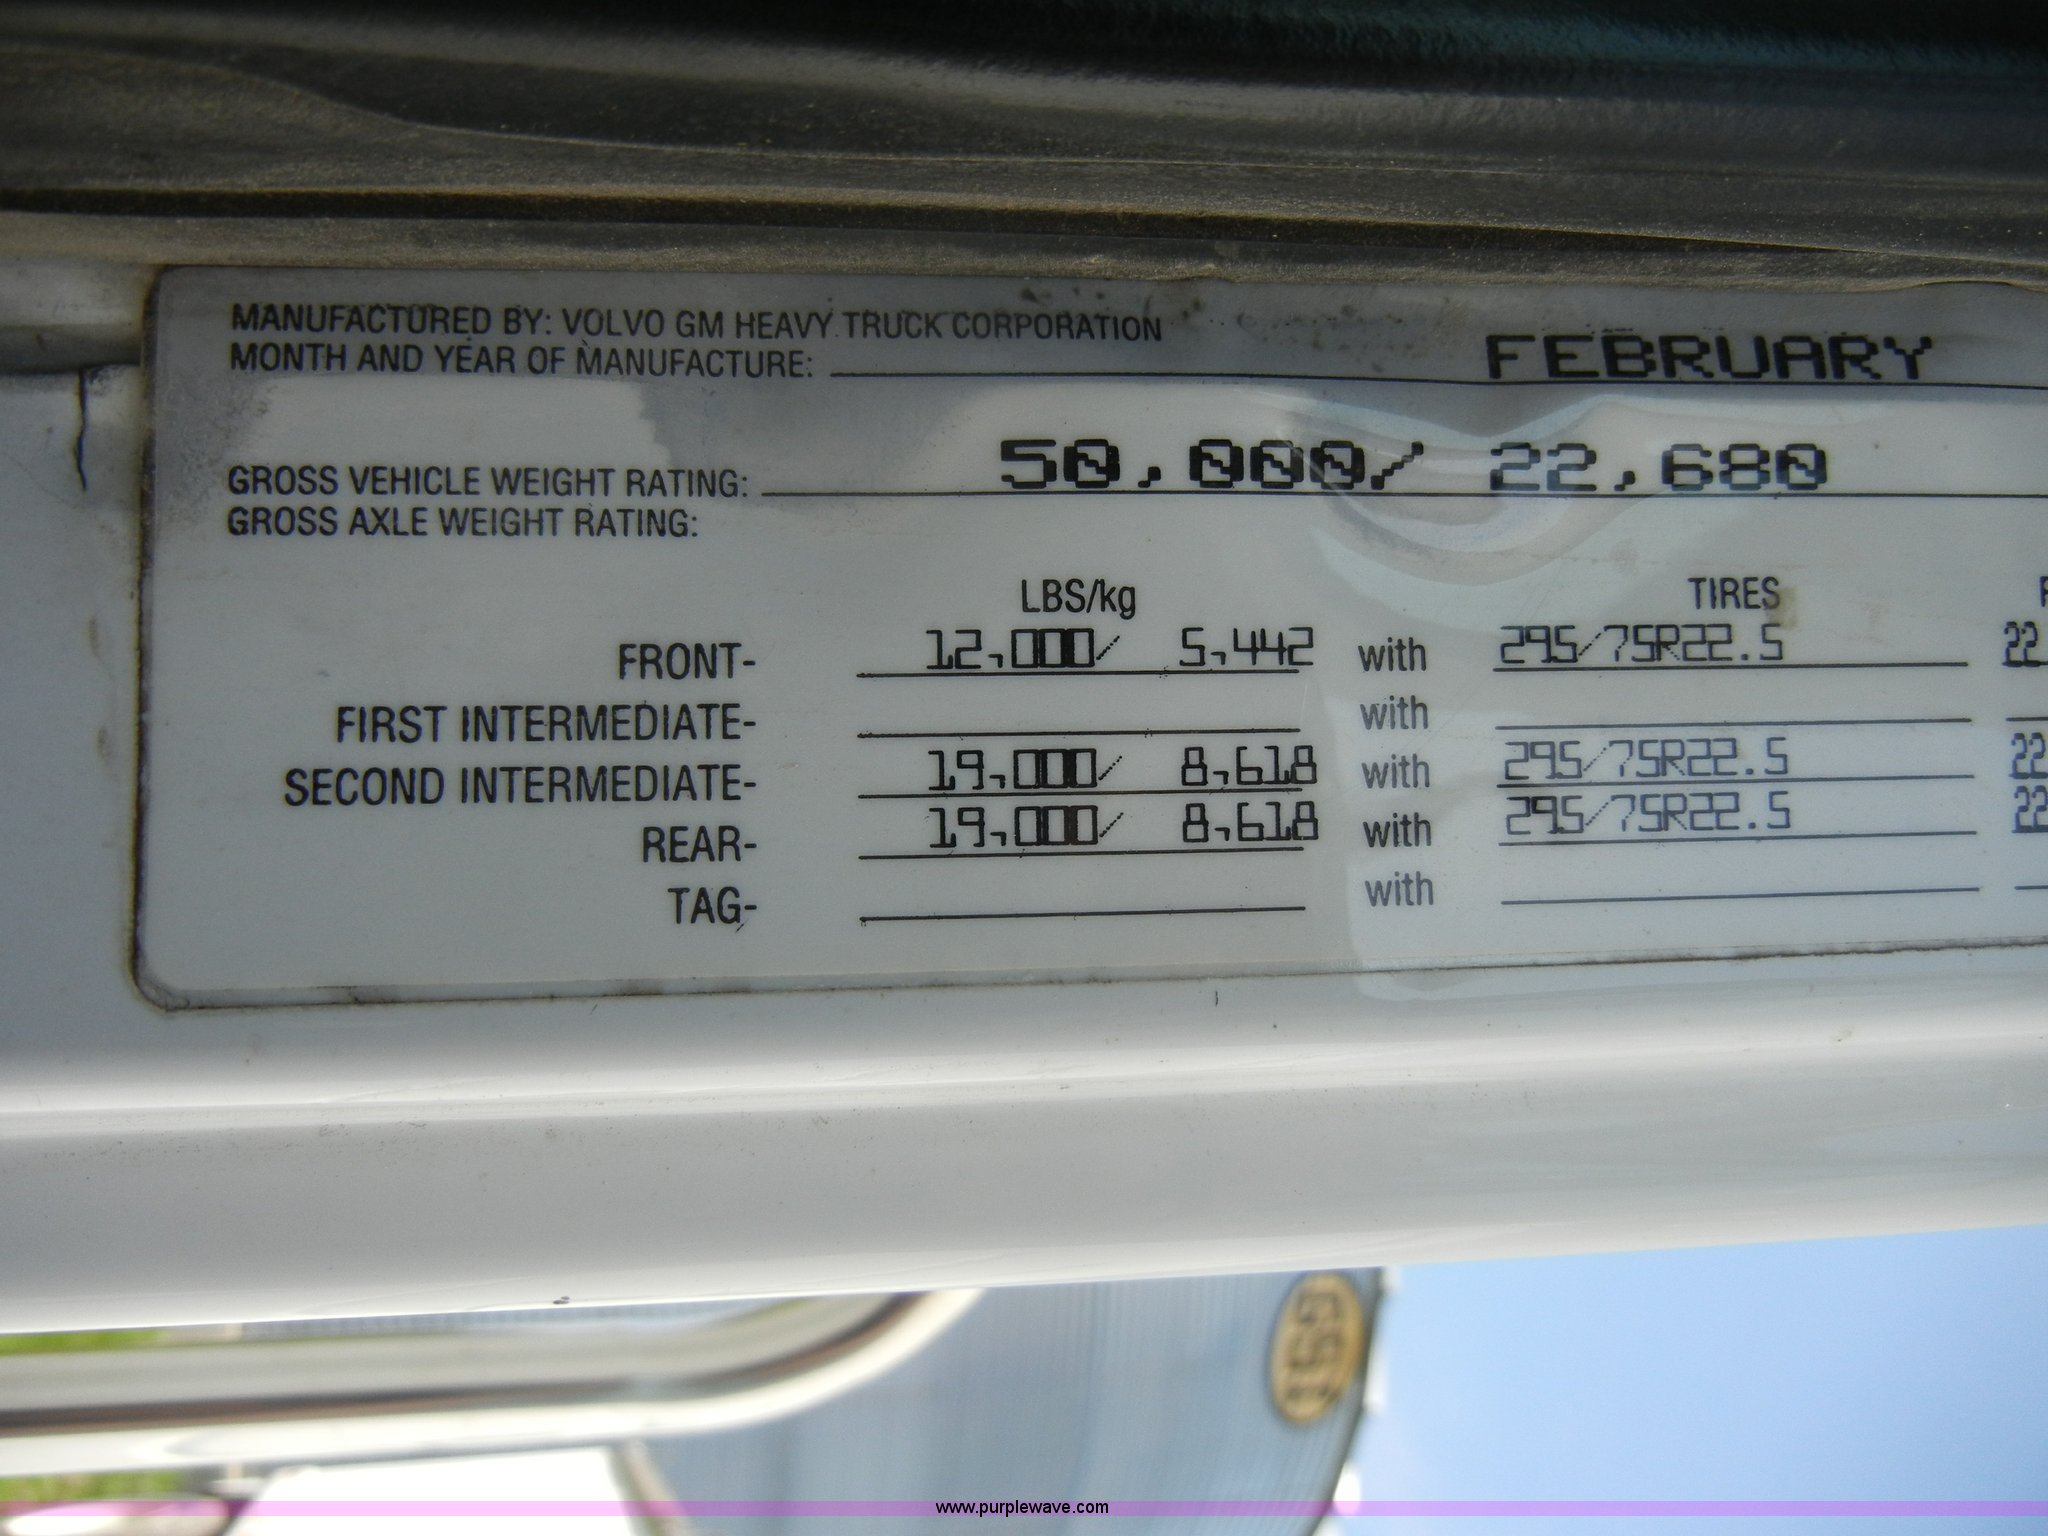 MANUFACTURED BY: VOLVO GM HEAVY TRUCK CORPORATION
MONTH AND YEAR OF MANUFACTURE: FEBRUARY
GROSS VEHICLE WEIGHT RATING: 50,000/ 22,680
GROSS AXLE WEIGHT RATING:
LBS/kg TIRES
FRONT- 12,000/ 5,442 with 295/75R22.5 22
FIRST INTERMEDIATE- with
SECOND INTERMEDIATE- 19,000/ 8,618 with 295/75R22.5 22
REAR- 19,000/ 8,618 with 295/75R22.5 22
TAG- with
www.purplewave.com